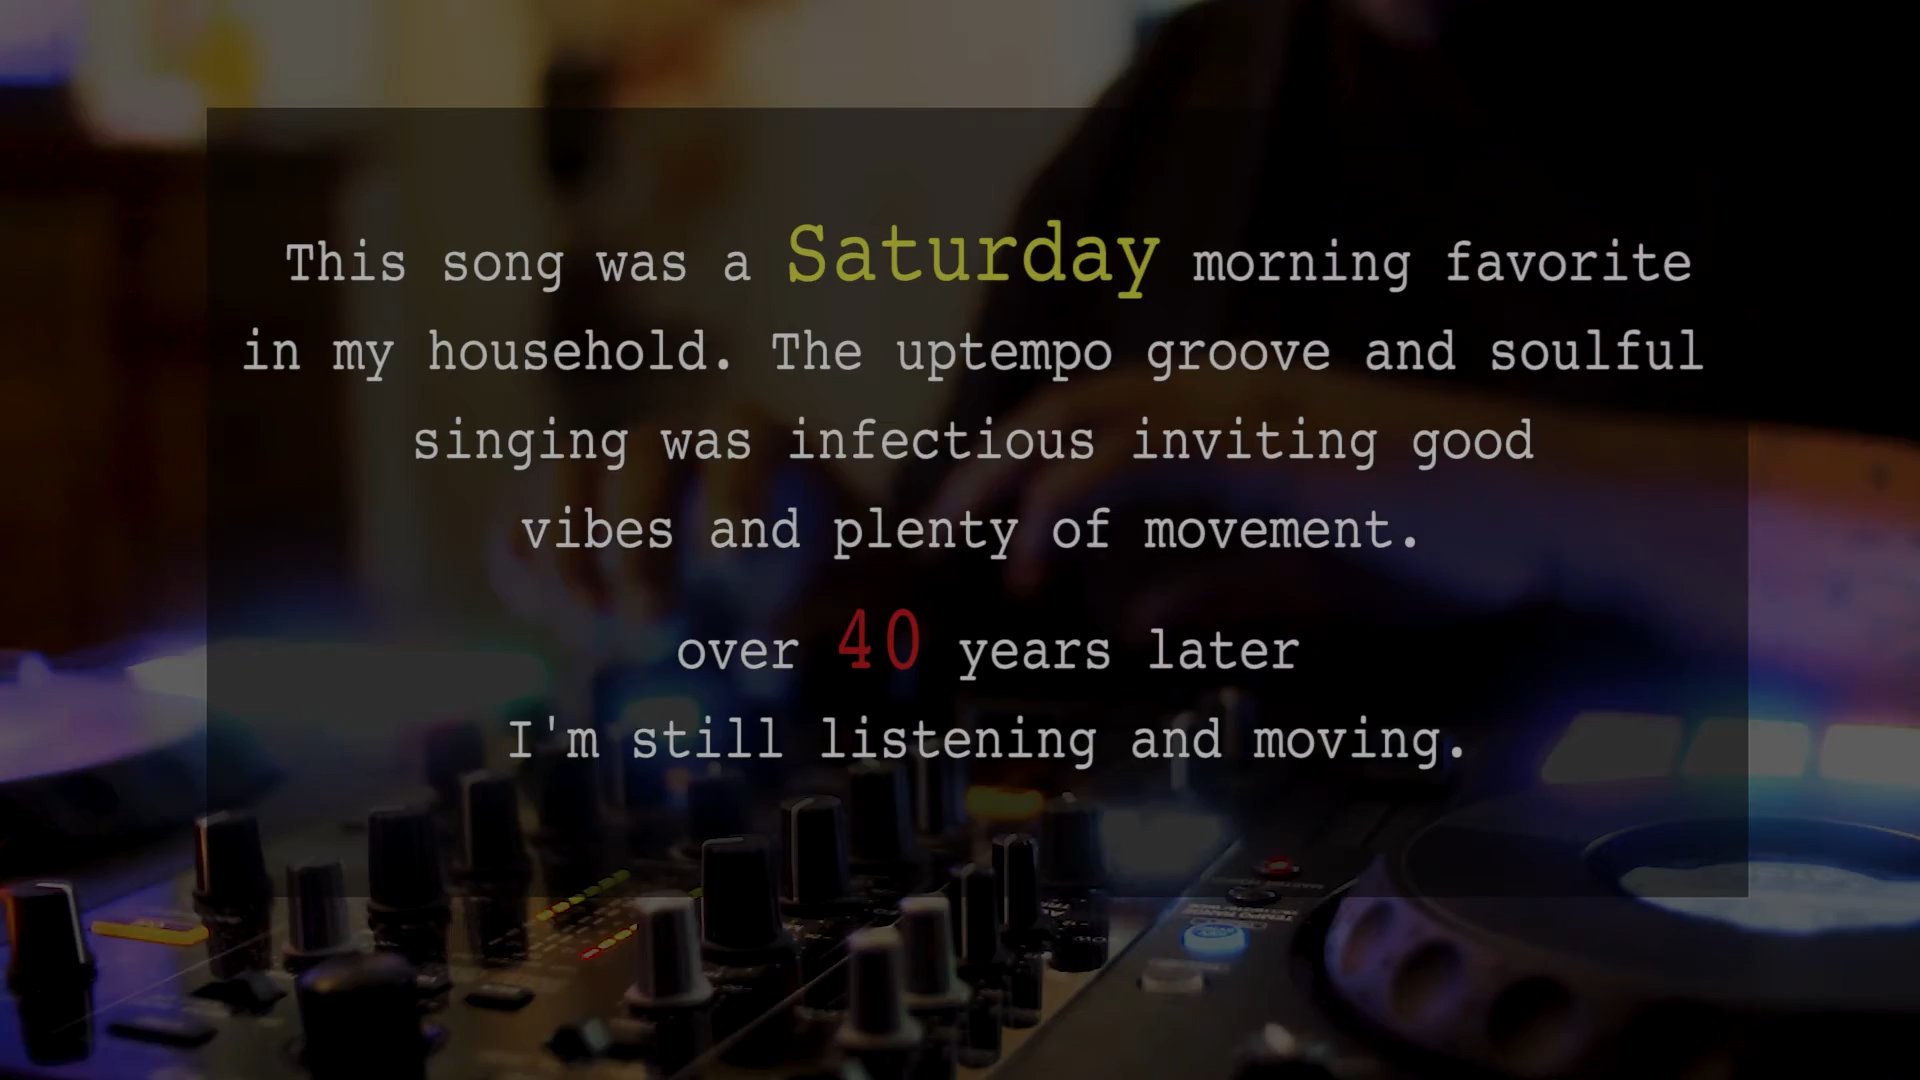 This song was a Saturday morning favorite
in my household. The uptempo groove and soulful
singing was infectious inviting good
vibes and plenty of movement.
over 40 years later
I'm still listening and moving.